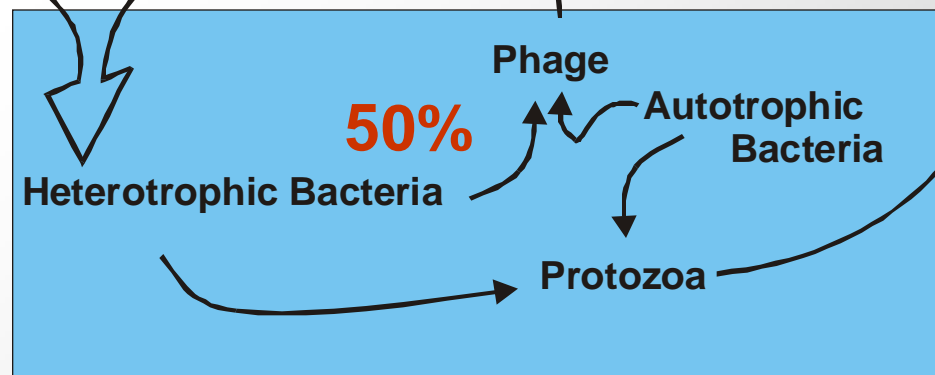 Phage
Autotrophic
Bacteria
50%
Heterotrophic Bacteria
Protozoa